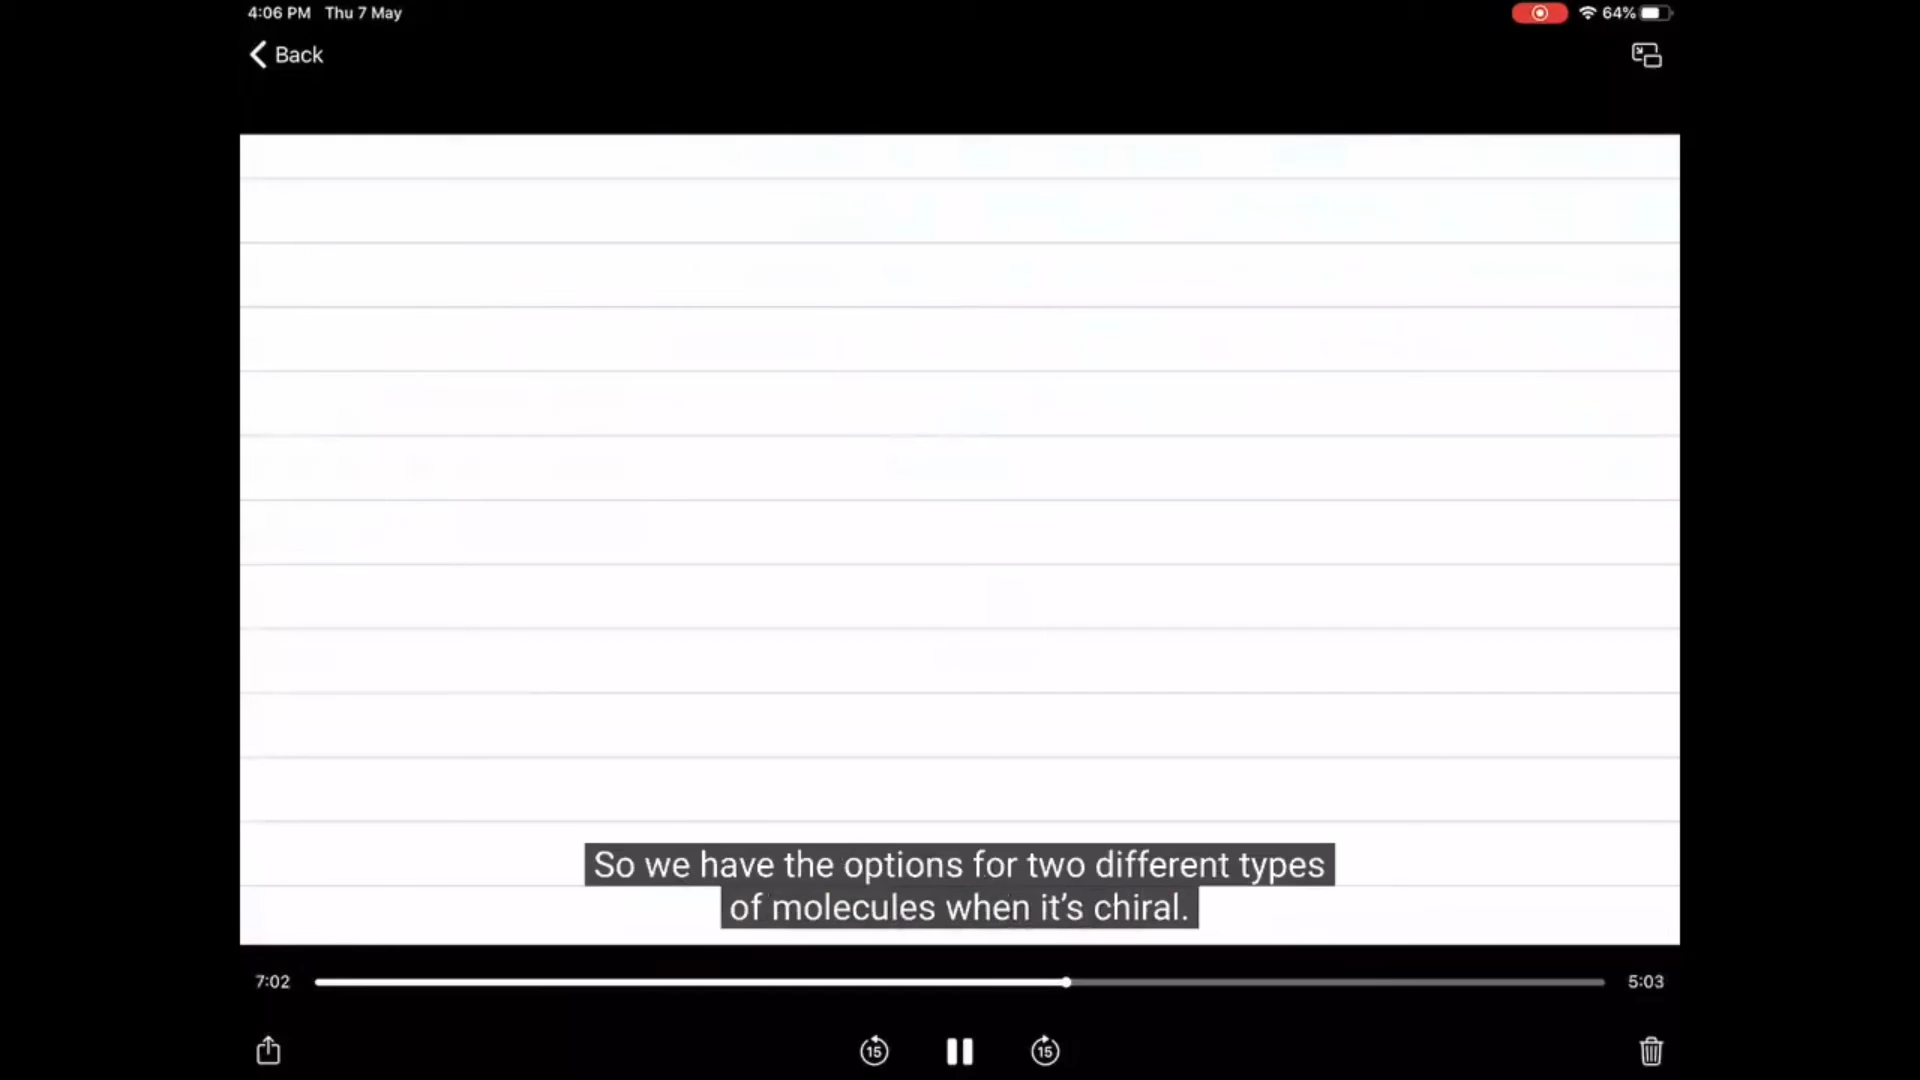 4:06 PM Thu 7 May
64%
Back
So we have the options for two different types
of molecules when it's chiral.
7:02
5:03
15
15